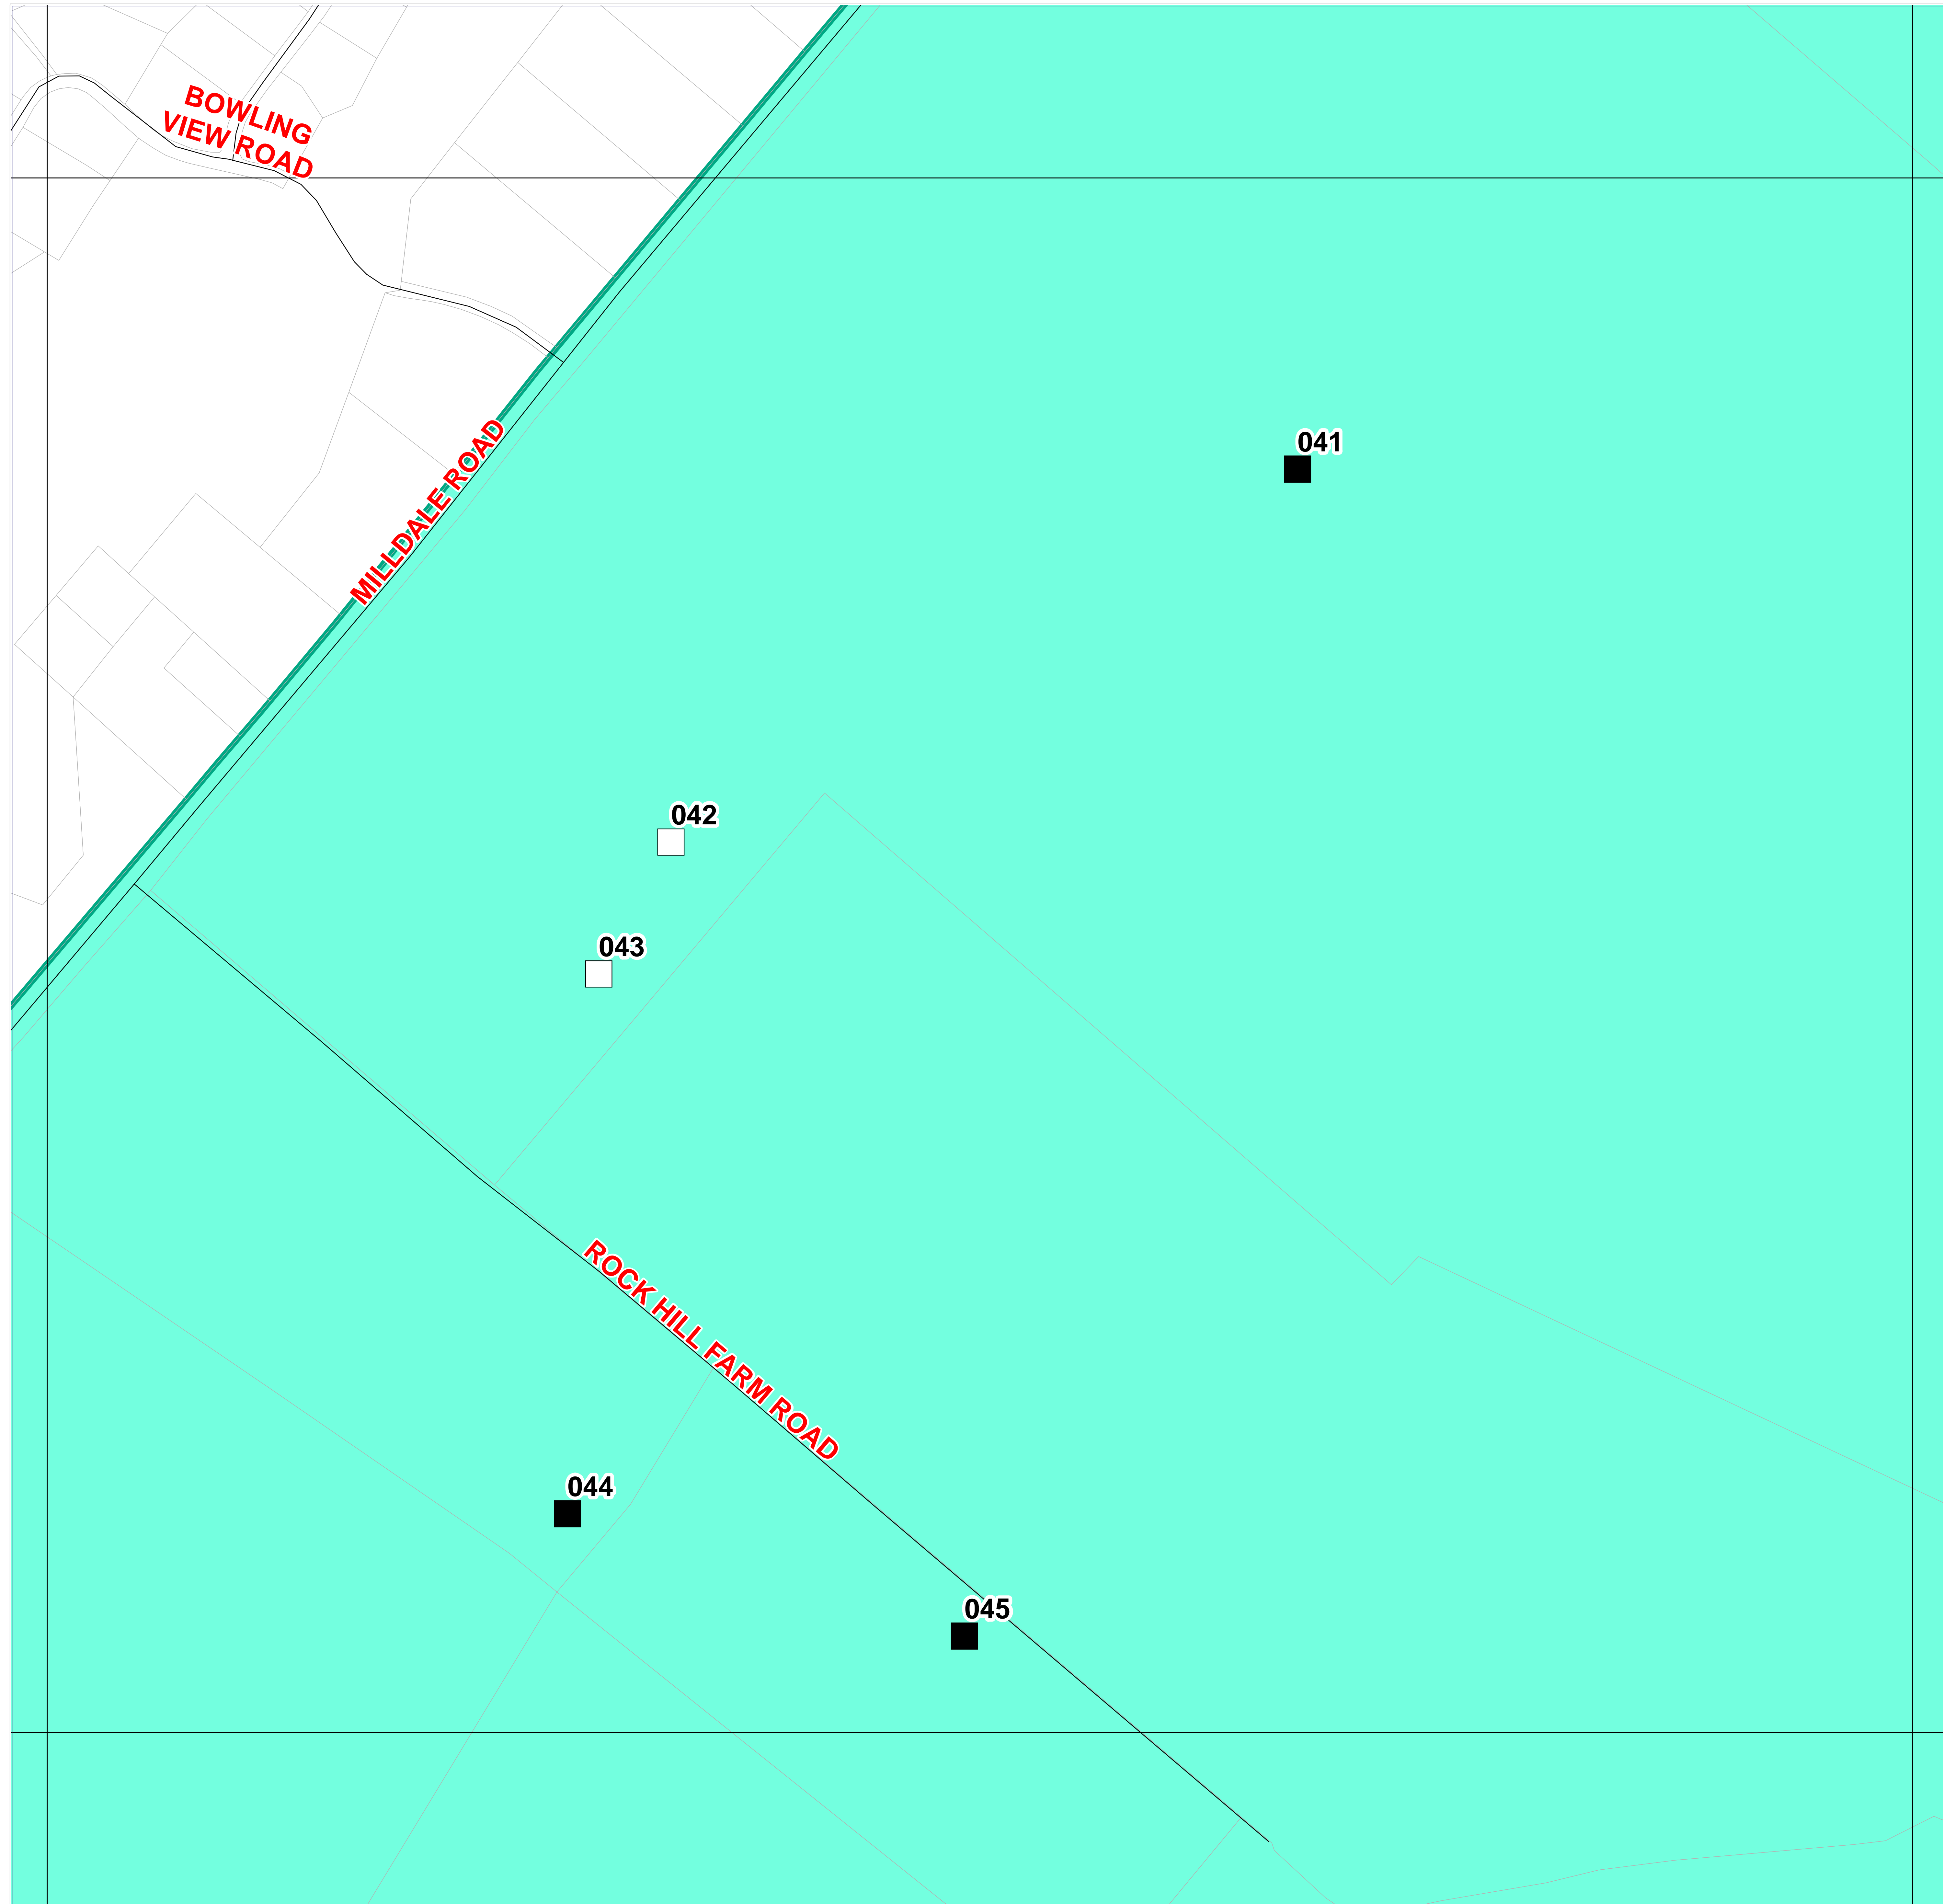 BOWLING
VIEW ROAD
MILLDALE ROAD
041
042
043
ROCK HILL FARM ROAD
044
045